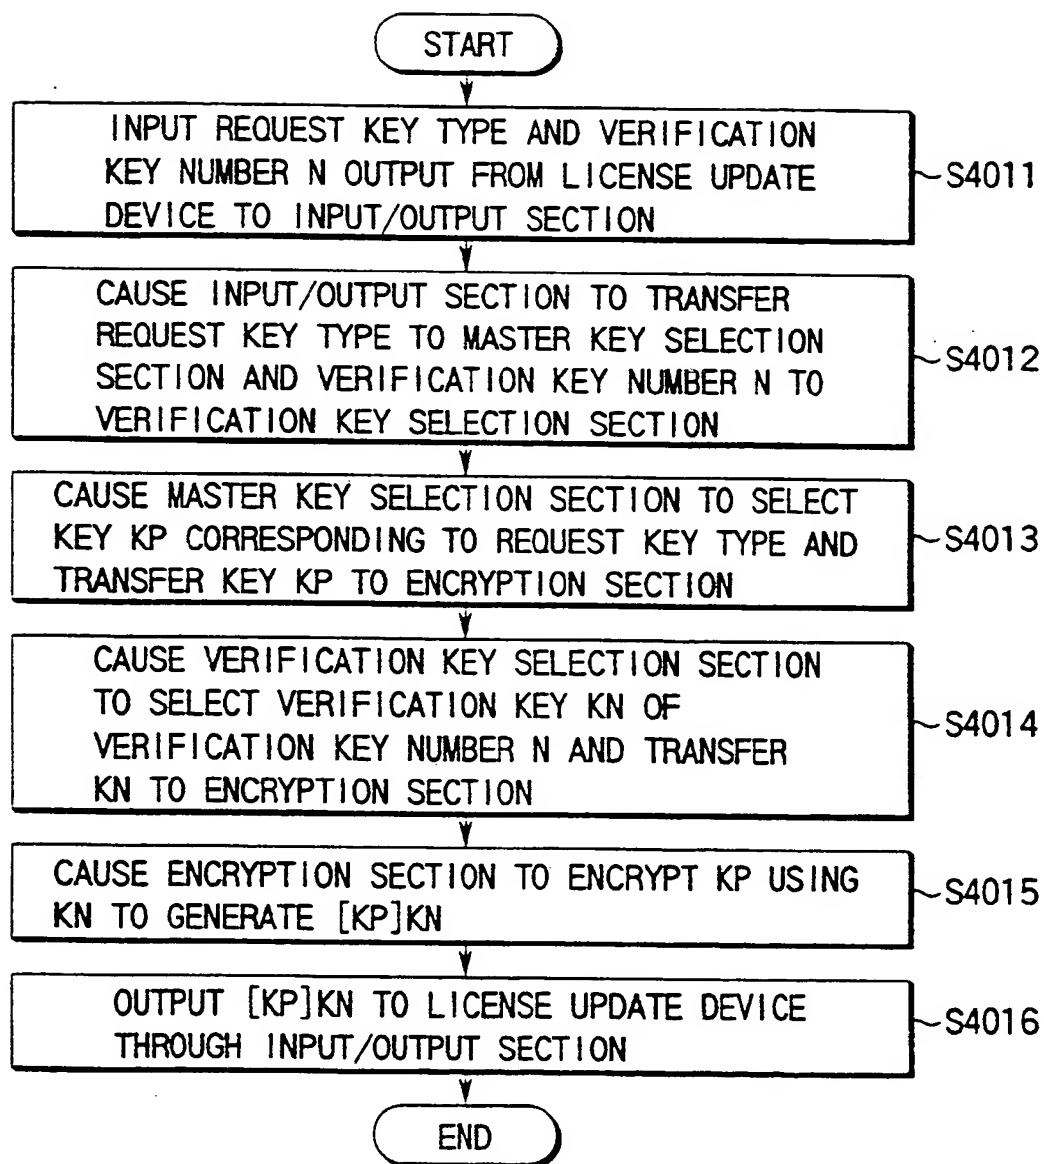 START
INPUT REQUEST KEY TYPE AND VERIFICATION
KEY NUMBER N OUTPUT FROM LICENSE UPDATE
DEVICE TO INPUT/OUTPUT SECTION
S4011
CAUSE INPUT/OUTPUT SECTION TO TRANSFER
REQUEST KEY TYPE TO MASTER KEY SELECTION
SECTION AND VERIFICATION KEY NUMBER N TO
VERIFICATION KEY SELECTION SECTION
S4012
CAUSE MASTER KEY SELECTION SECTION TO SELECT
KEY KP CORRESPONDING TO REQUEST KEY TYPE AND
TRANSFER KEY KP TO ENCRYPTION SECTION
S4013
CAUSE VERIFICATION KEY SELECTION SECTION
TO SELECT VERIFICATION KEY KN OF
VERIFICATION KEY NUMBER N AND TRANSFER
KN TO ENCRYPTION SECTION
S4014
CAUSE ENCRYPTION SECTION TO ENCRYPT KP USING
KN TO GENERATE [KP]KN
S4015
OUTPUT [KP]KN TO LICENSE UPDATE DEVICE
THROUGH INPUT/OUTPUT SECTION
S4016
END